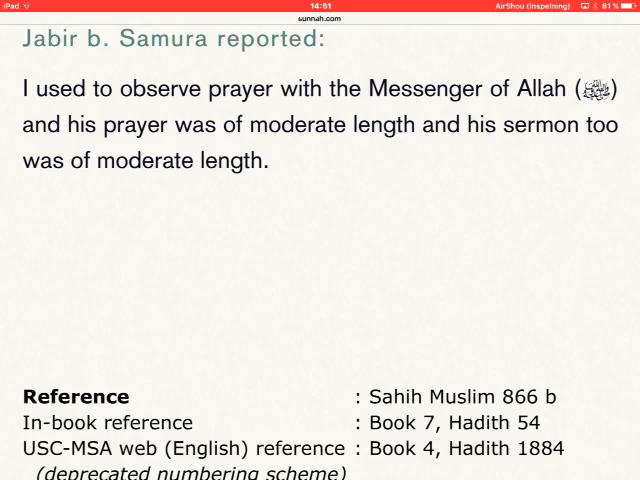 iPad 14:51 AirShou (Inspelning) 81 %
sunnah.com
Jabir b. Samura reported:
I used to observe prayer with the Messenger of Allah (ﷺ)
and his prayer was of moderate length and his sermon too
was of moderate length.
Reference : Sahih Muslim 866 b
In-book reference : Book 7, Hadith 54
USC-MSA web (English) reference : Book 4, Hadith 1884
(deprecated numbering scheme)